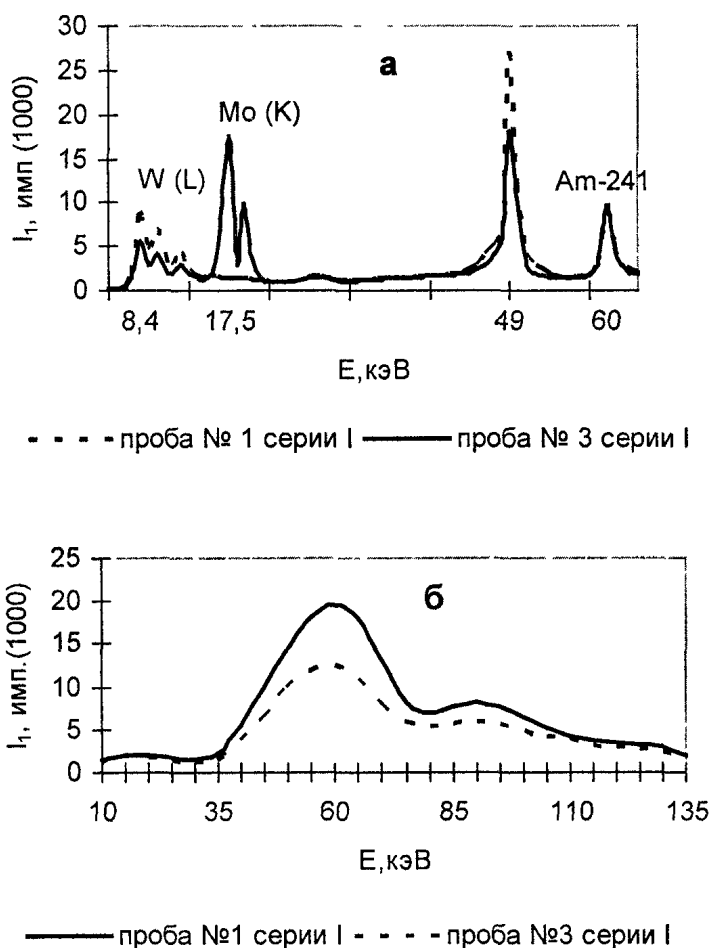 30
а
25
Mo (K)
20
15
W (L)
Am-241
10
5
0
I₁, имп (1000)
8,4 17,5 49 60
E,кэВ
проба № 1 серии I проба № 3 серии I
25
б
20
15
10
5
0
I₁, имп.(1000)
10 35 60 85 110 135
E,кэВ
проба №1 серии I проба №3 серии I